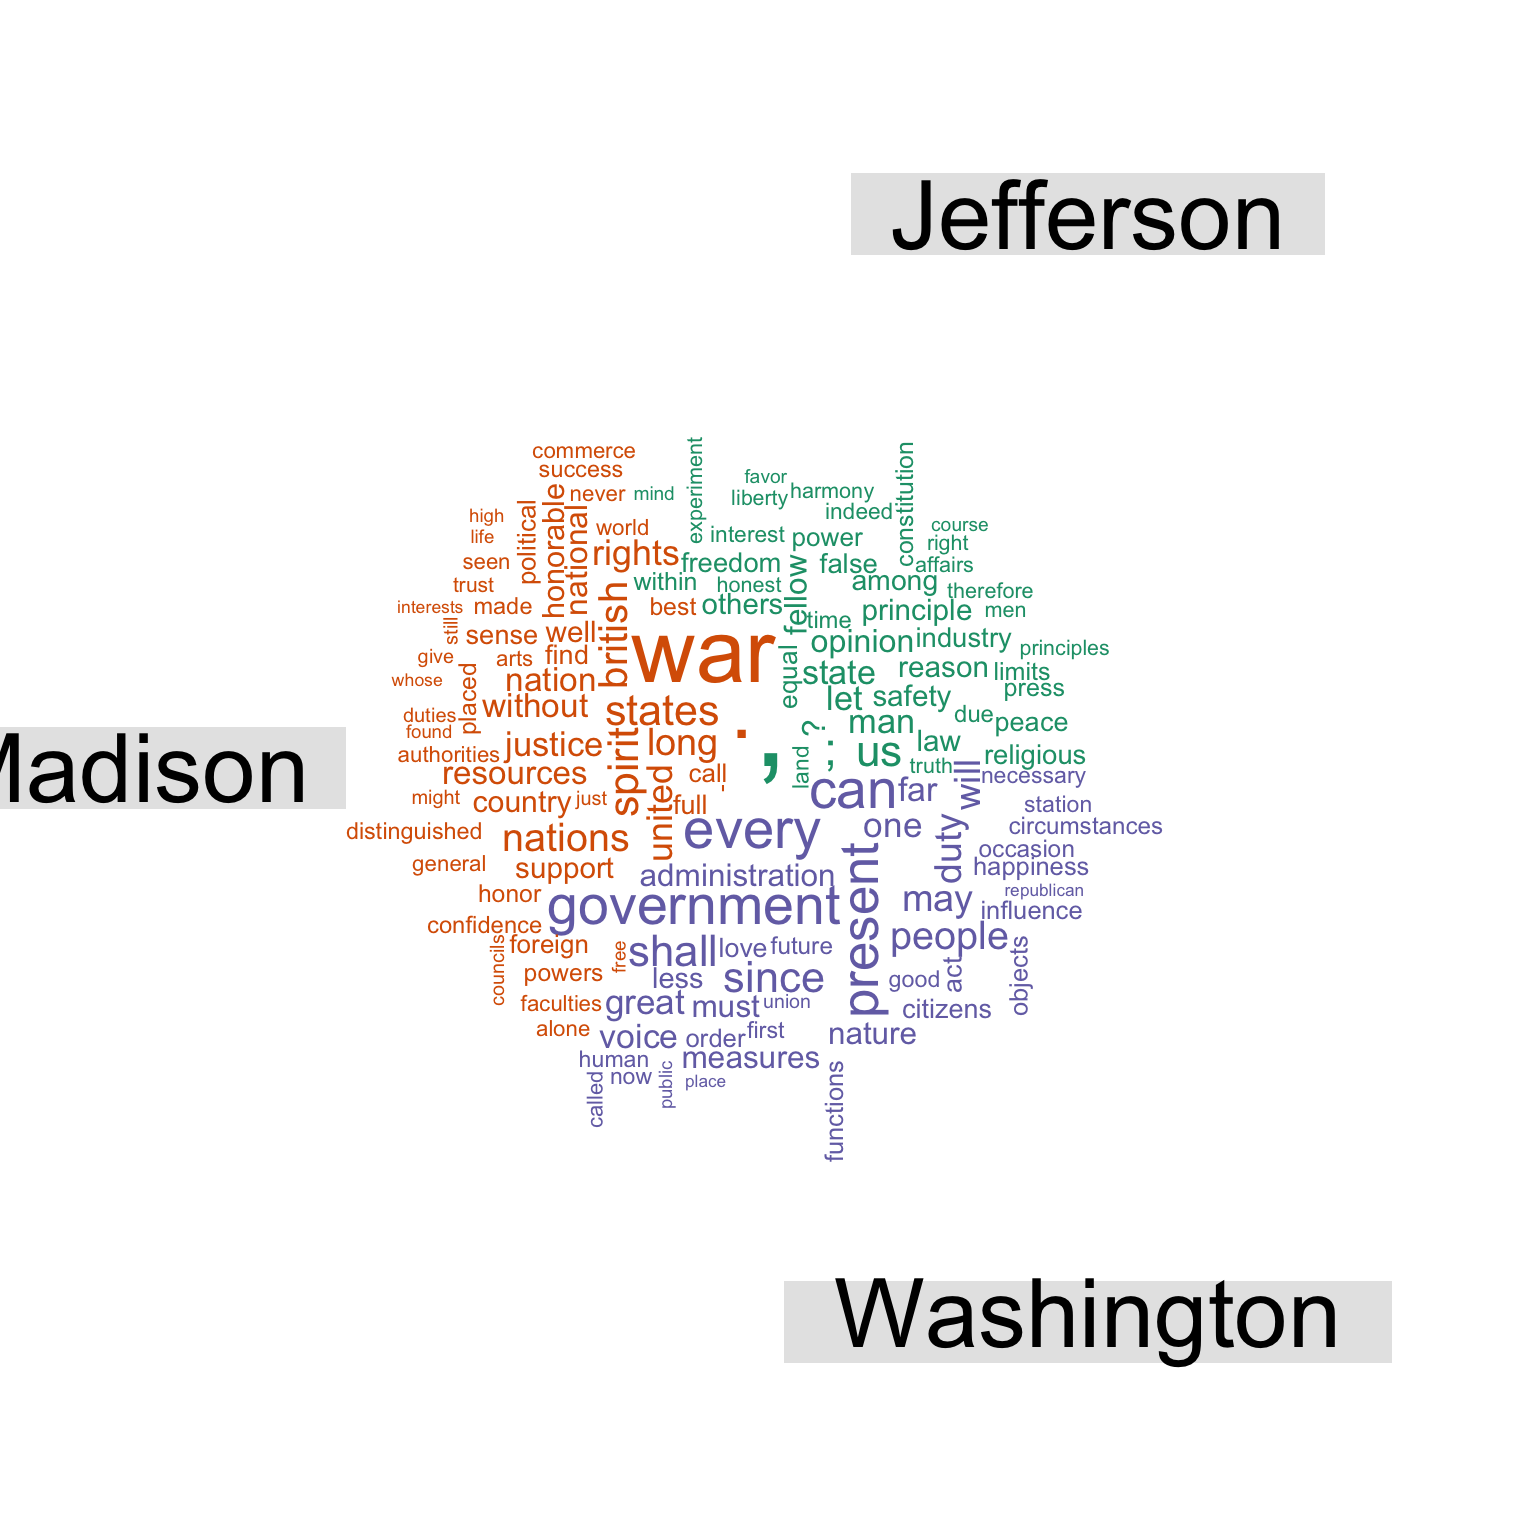 Jefferson
commerce
success
never
mind
experiment
favor
liberty
harmony
indeed
constitution
high
life
political
honorable
national
world
rights
interest
power
course
right
seen
trust
within
freedom
honest
fellow
false
affairs
among
therefore
interests
made
still
sense
well
british
best
others
time
principle
men
give
arts
find
war
equal
opinion
industry
principles
whose
placed
nation
state
reason
limits
press
duties
found
without
states
let
safety
man
due
peace
Madison
authorities
justice
spirit
long
.
,
land
?
;
us
law
truth
religious
resources
united
call
-
can
far
will
necessary
might
country
just
full
station
distinguished
nations
every
one
duty
circumstances
general
support
administration
present
occasion
happiness
honor
government
may
republican
influence
confidence
councils
foreign
free
shall
love
future
people
objects
powers
less
since
good
act
faculties
great
must
union
citizens
alone
voice
order
first
nature
human
now
called
public
measures
place
functions
Washington